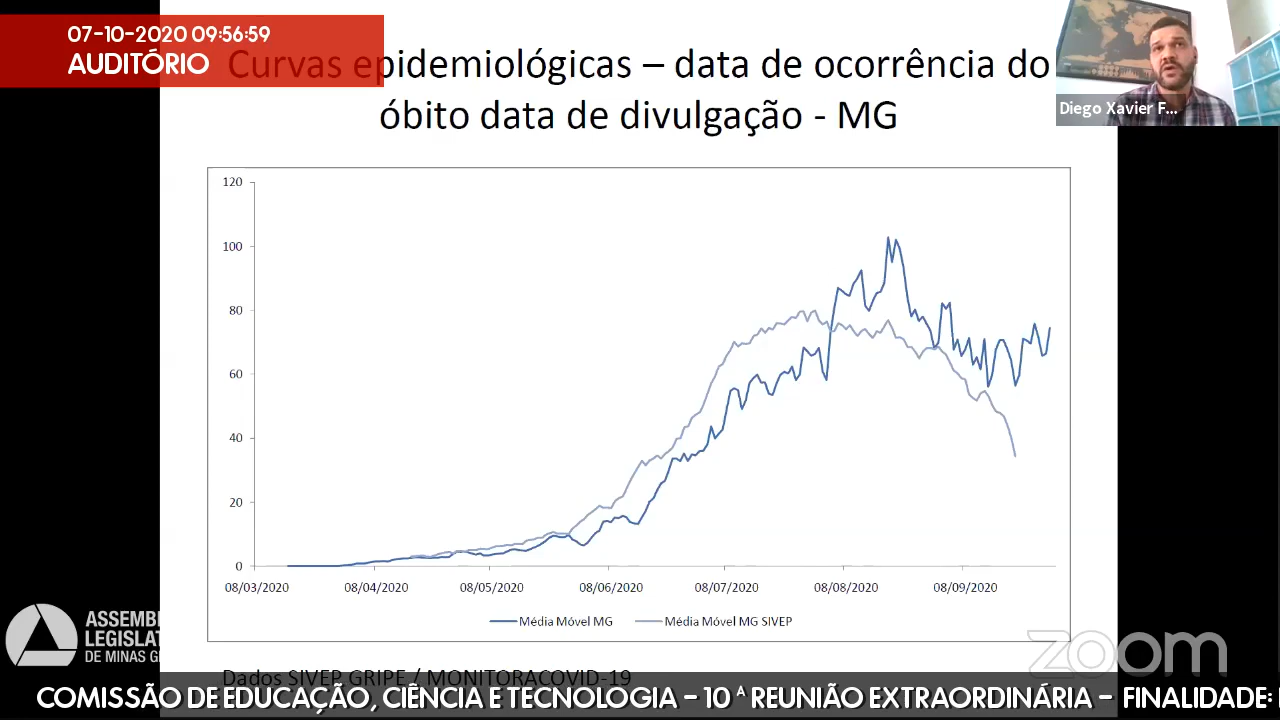 07-10-2020 09:56:59
AUDITÓRIO
Curvas epidemiológicas – data de ocorrência do
óbito data de divulgação - MG
Diego Xavier F...
120
100
80
60
40
20
0
08/03/2020 08/04/2020 08/05/2020 08/06/2020 08/07/2020 08/08/2020 08/09/2020
Média Móvel MG Média Móvel MG SIVEP
Dados SIVEP GRIPE / MONITORACOVID-19
ASSEMB
LEGISLAT
DE MINAS G
zoom
COMISSÃO DE EDUCAÇÃO, CIÊNCIA E TECNOLOGIA – 10 ª REUNIÃO EXTRAORDINÁRIA – FINALIDADE: